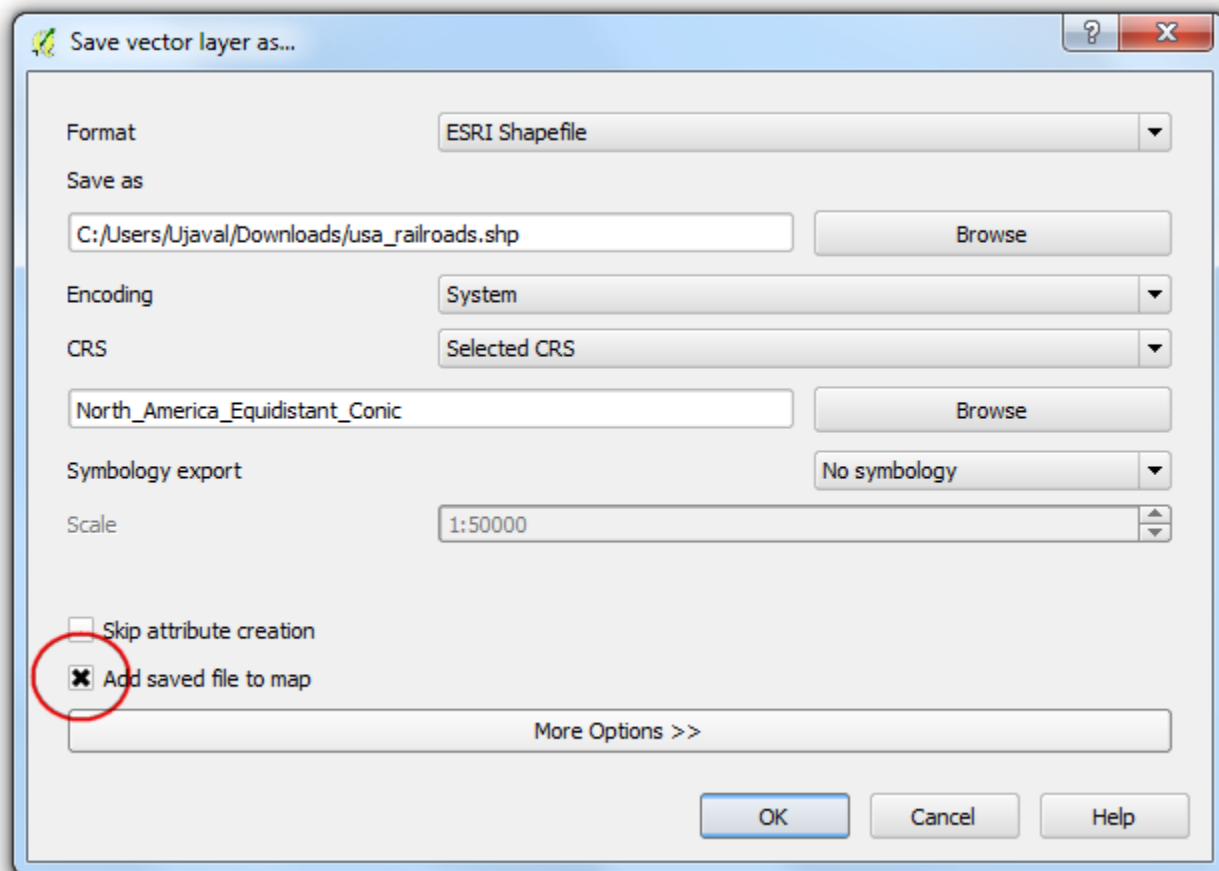 Save vector layer as...
Format ESRI Shapefile
Save as
C:/Users/Ujaval/Downloads/usa_railroads.shp Browse
Encoding System
CRS Selected CRS
North_America_Equidistant_Conic Browse
Symbology export No symbology
Scale 1:50000
Skip attribute creation
Add saved file to map
More Options >>
OK Cancel Help